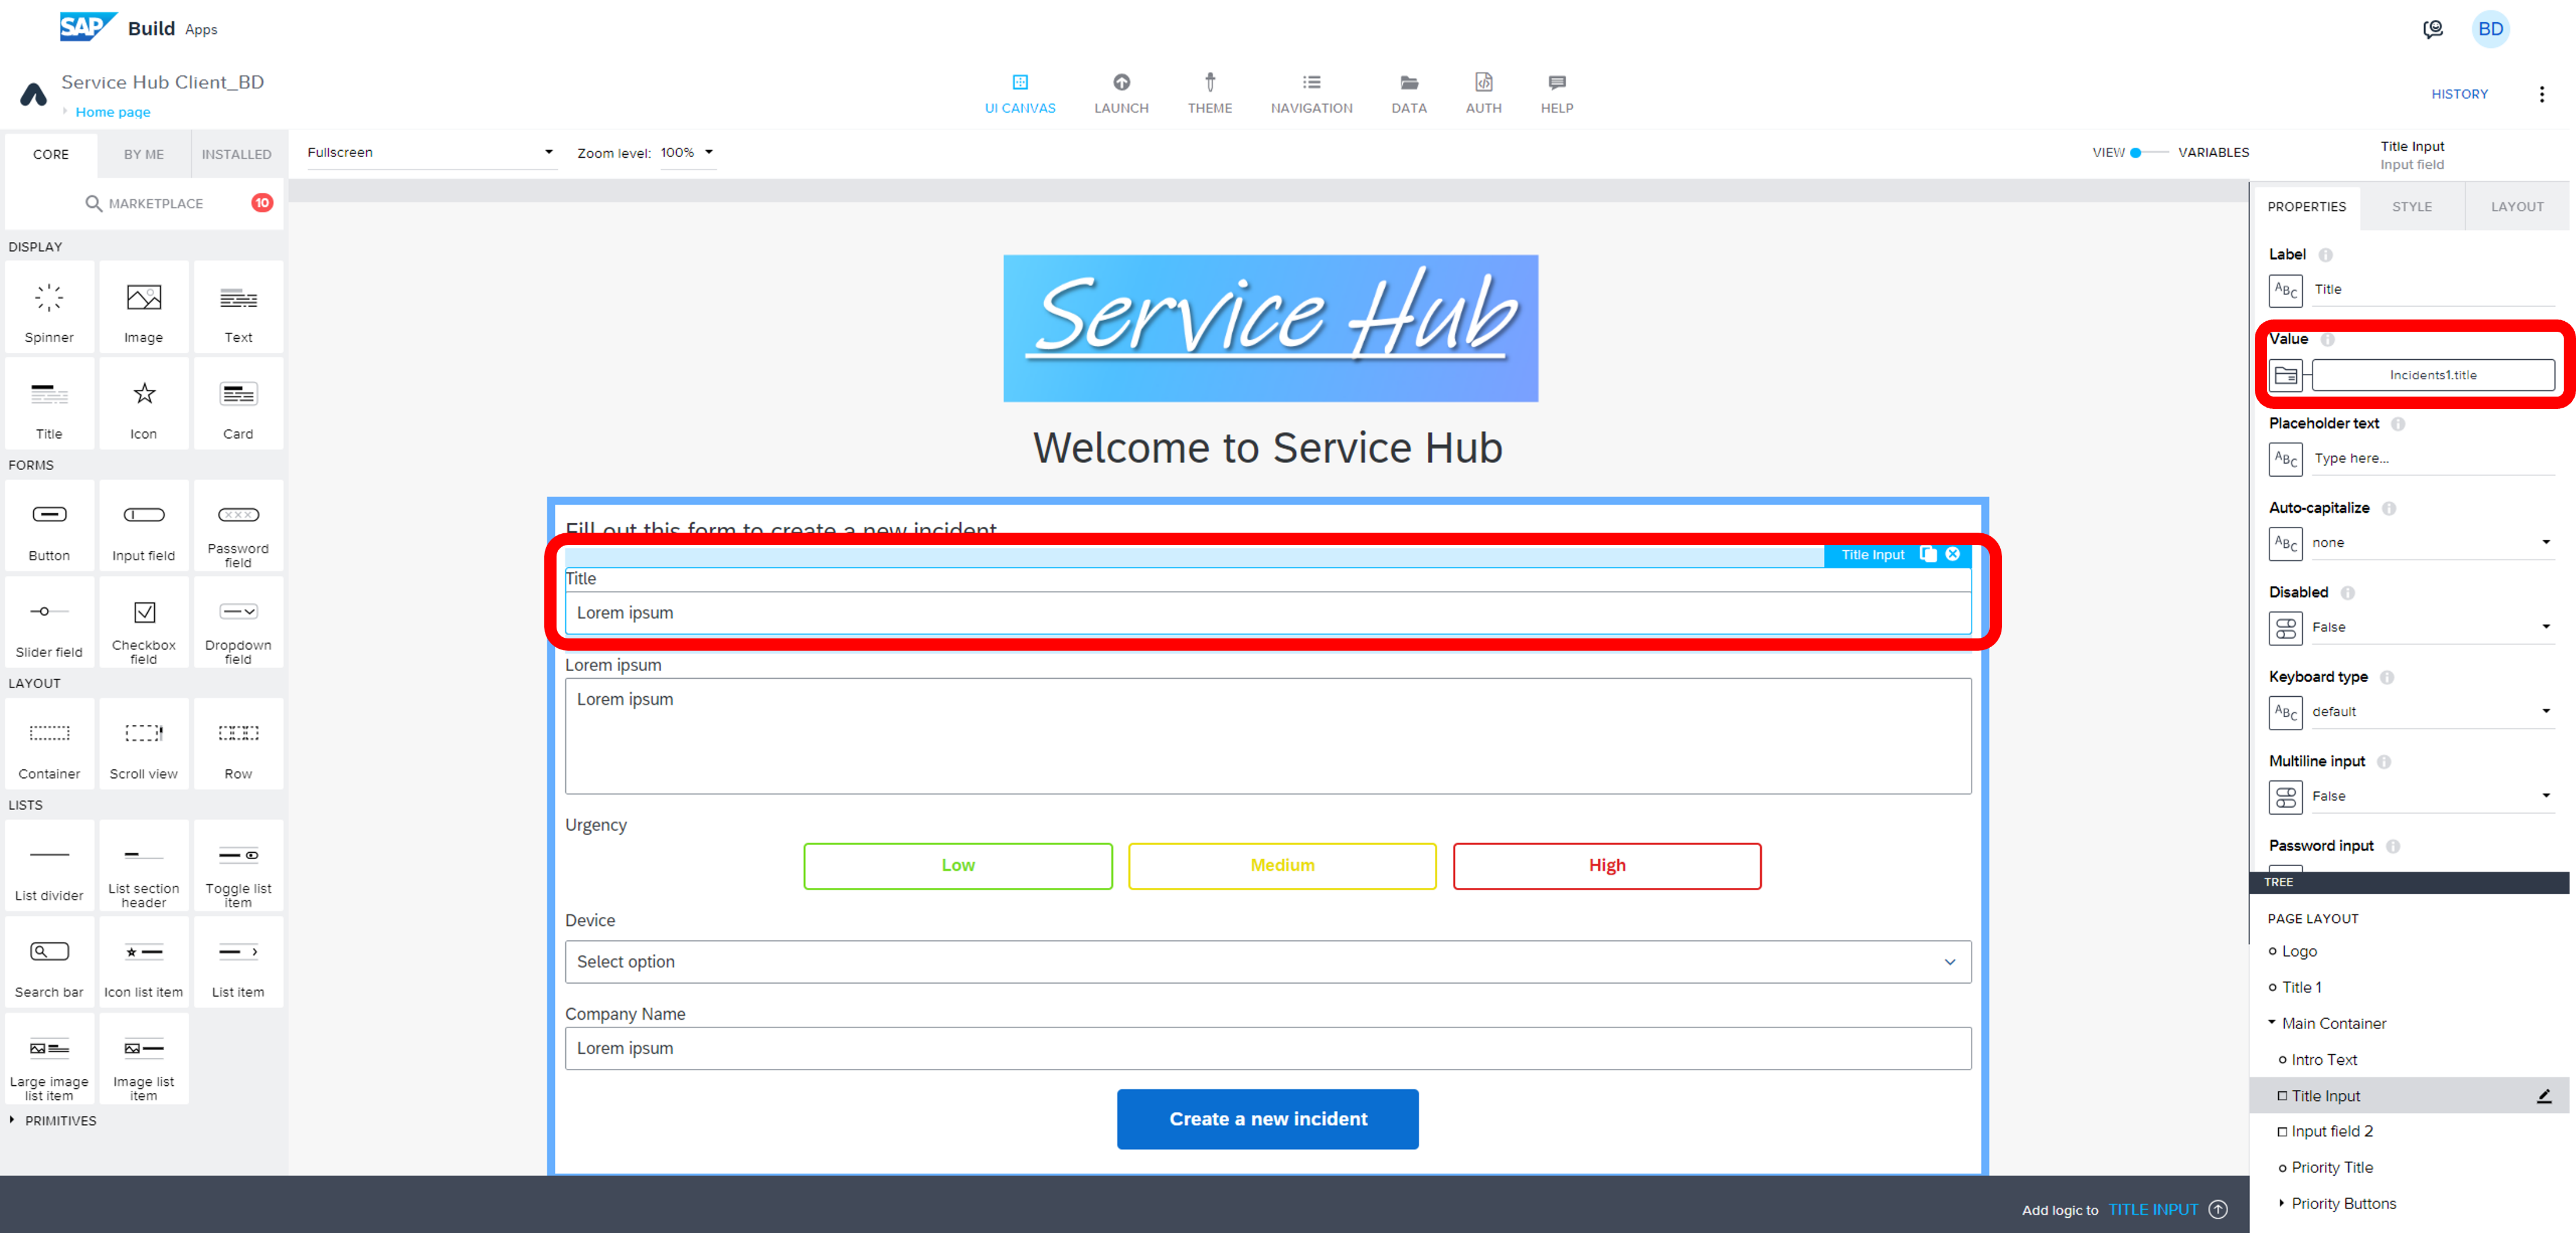 SAP Build Apps
BD
Service Hub Client_BD
Home page
UI CANVAS
LAUNCH
THEME
NAVIGATION
DATA
AUTH
HELP
HISTORY
CORE
BY ME
INSTALLED
MARKETPLACE
10
Fullscreen
Zoom level: 100%
VIEW
VARIABLES
Title Input
Input field
DISPLAY
Spinner
Image
Text
Title
Icon
Card
FORMS
Button
Input field
Password
field
Slider field
Checkbox
field
Dropdown
field
LAYOUT
Container
Scroll view
Row
LISTS
List divider
List section
header
Toggle list
item
Search bar
Icon list item
List item
Large image
list item
Image list
item
PRIMITIVES
Service Hub
Welcome to Service Hub
Fill out this form to create a new incident
Title Input
Title
Lorem ipsum
Lorem ipsum
Lorem ipsum
Urgency
Low
Medium
High
Device
Select option
Company Name
Lorem ipsum
Create a new incident
Add logic to TITLE INPUT
PROPERTIES
STYLE
LAYOUT
Label
ABC
Title
Value
Incidents1.title
Placeholder text
ABC
Type here...
Auto-capitalize
ABC
none
Disabled
False
Keyboard type
ABC
default
Multiline input
False
Password input
TREE
PAGE LAYOUT
Logo
Title 1
Main Container
Intro Text
Title Input
Input field 2
Priority Title
Priority Buttons